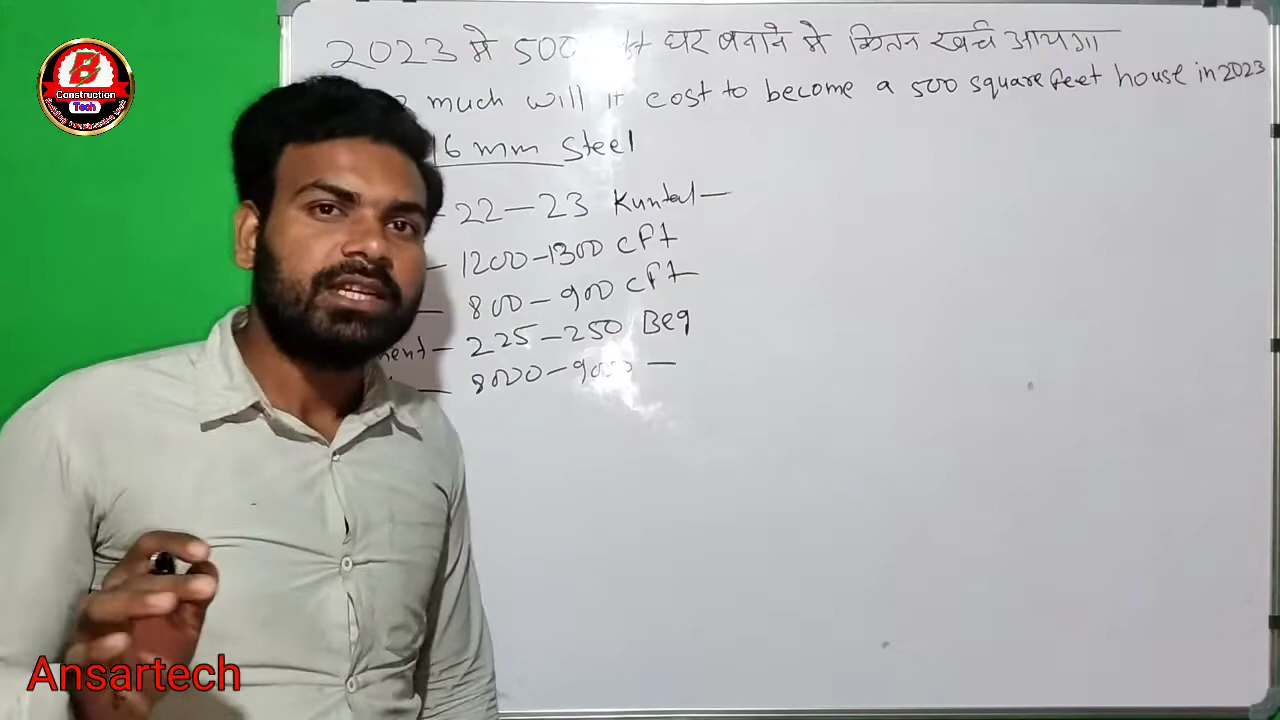 B
Construction
Tech
2023 मे 500 घर बनाने मे कितन खर्च आयगा
much will it cost to become a 500 square feet house in 2023
16 mm Steel
- 22 - 23 Kuntal -
- 1200 - 1300 cft
- 800 - 900 cft
ment - 225 - 250 Beg
- 8000 - 9000 -
Ansartech